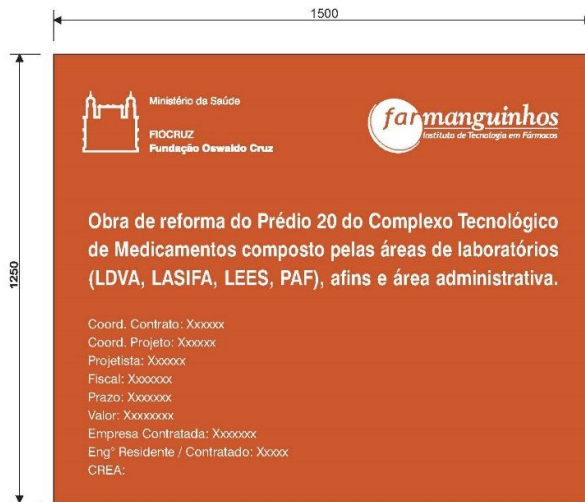 1500
1250
Ministério da Saúde
FIOCRUZ
Fundação Oswaldo Cruz
farmanguinhos
Instituto de Tecnologia em Fármacos
Obra de reforma do Prédio 20 do Complexo Tecnológico
de Medicamentos composto pelas áreas de laboratórios
(LDVA, LASIFA, LEES, PAF), afins e área administrativa.
Coord. Contrato: Xxxxxx
Coord. Projeto: Xxxxxx
Projetista: Xxxxxx
Fiscal: Xxxxxxx
Prazo: Xxxxxxx
Valor: Xxxxxxxx
Empresa Contratada: Xxxxxxx
Eng° Residente / Contratado: Xxxxx
CREA: